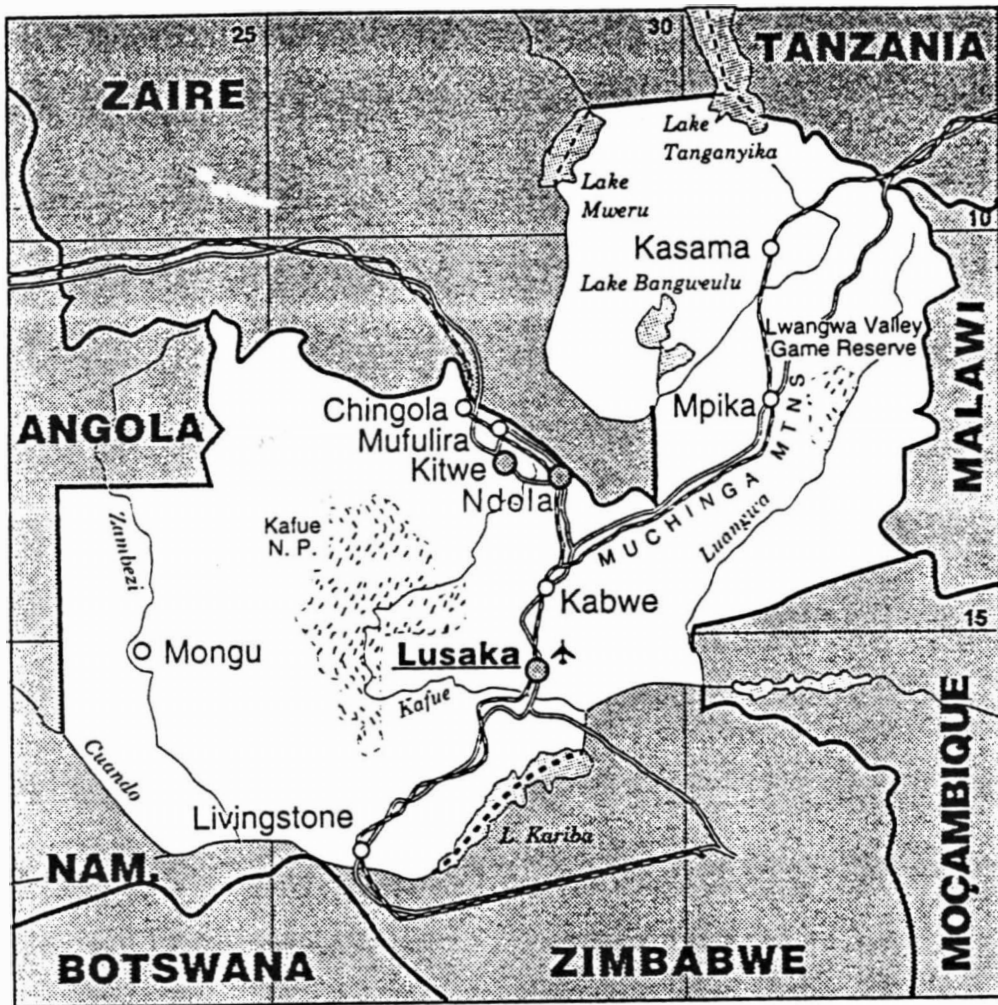 25
30
TANZANIA
ZAIRE
Lake
Tanganyika
Lake
Mweru
10
Kasama
Lake Bangweulu
Lwangwa Valley
Game Reserve
MALAWI
ANGOLA
Chingola
Mufulira
Kitwe
Ndola
Mpika
MUCHINGA MTNS
Luangwa
Zambezi
Kafue
N. P.
Kabwe
15
Mongu
Lusaka
Kafue
MOÇAMBIQUE
Cuando
Livingstone
L. Kariba
NAM.
BOTSWANA
ZIMBABWE